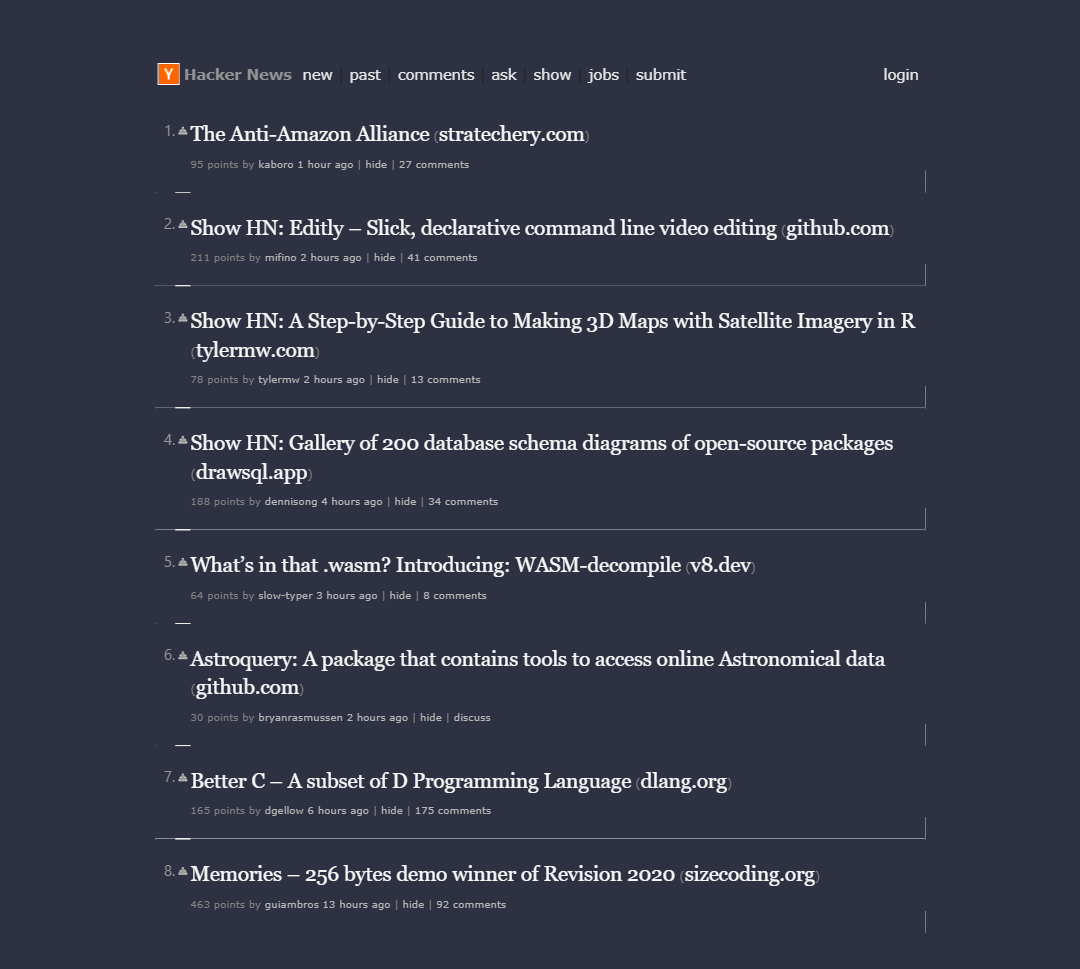 Y Hacker News new | past | comments | ask | show | jobs | submit login
1. The Anti-Amazon Alliance (stratechery.com)
95 points by kaboro 1 hour ago | hide | 27 comments
2. Show HN: Editly – Slick, declarative command line video editing (github.com)
211 points by mifino 2 hours ago | hide | 41 comments
3. Show HN: A Step-by-Step Guide to Making 3D Maps with Satellite Imagery in R
(tylermw.com)
78 points by tylermw 2 hours ago | hide | 13 comments
4. Show HN: Gallery of 200 database schema diagrams of open-source packages
(drawsql.app)
188 points by dennisong 4 hours ago | hide | 34 comments
5. What’s in that .wasm? Introducing: WASM-decompile (v8.dev)
64 points by slow-typer 3 hours ago | hide | 8 comments
6. Astroquery: A package that contains tools to access online Astronomical data
(github.com)
30 points by bryanrasmussen 2 hours ago | hide | discuss
7. Better C – A subset of D Programming Language (dlang.org)
165 points by dgellow 6 hours ago | hide | 175 comments
8. Memories – 256 bytes demo winner of Revision 2020 (sizecoding.org)
463 points by guiambros 13 hours ago | hide | 92 comments